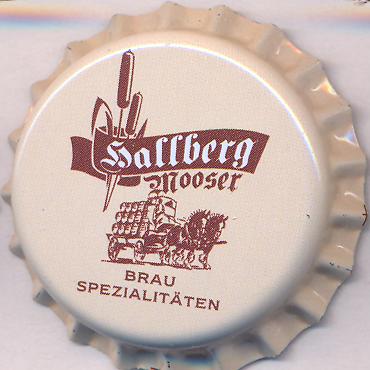 Hallberg
Mooser
BRAU
SPEZIALITÄTEN